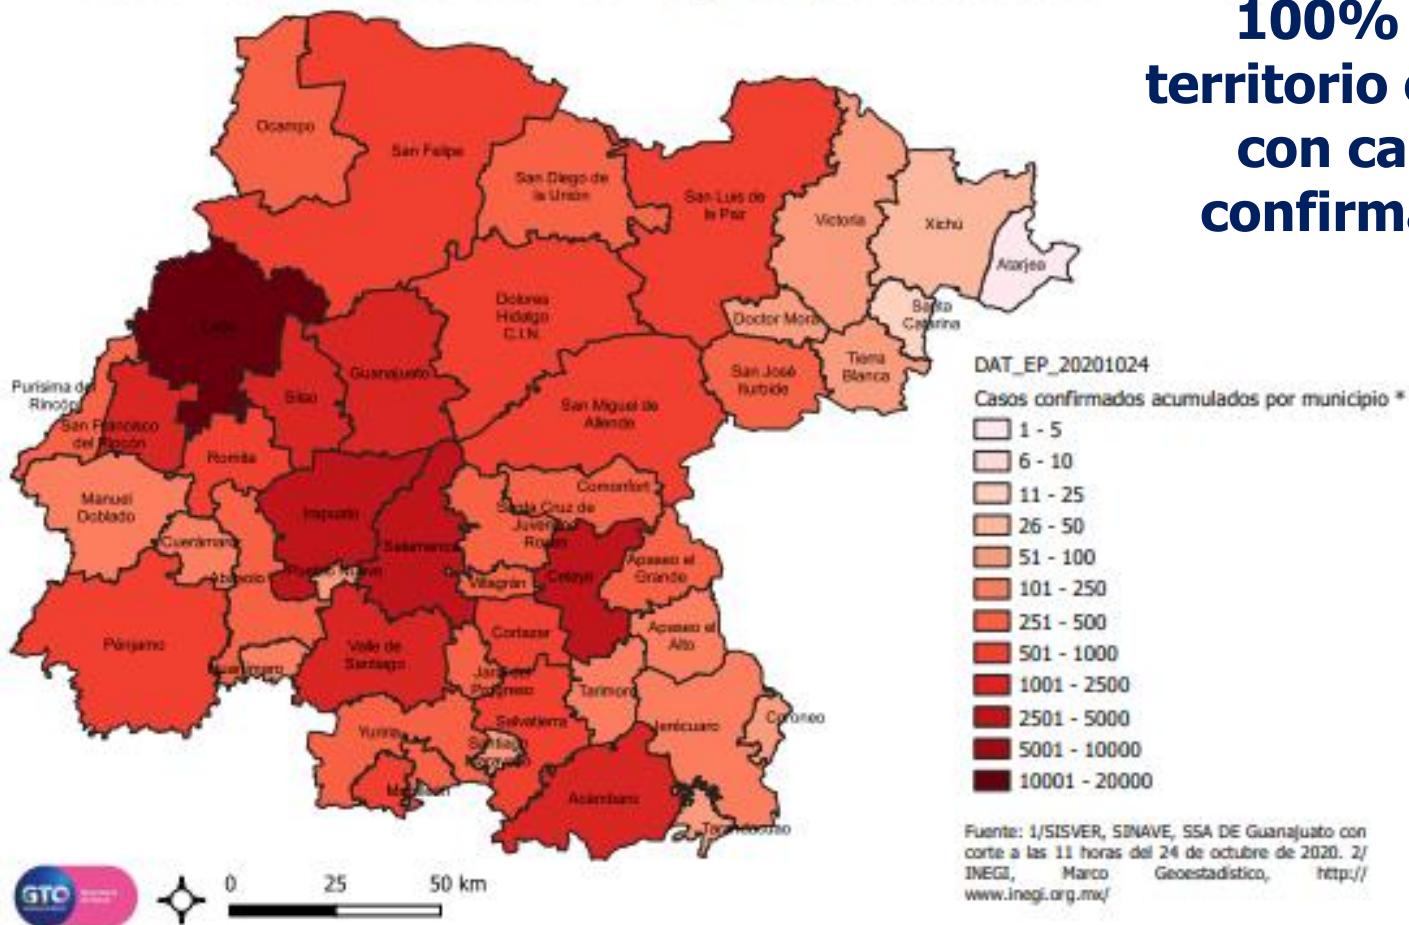 100%
territorio
con ca
confirma
Ocampo
San Felipe
San Diego de
la Unión
San Luis de
la Paz
Victoria
Xichú
Atarjea
León
Dolores
Hidalgo
C.I.N.
Doctor Mora
Santa
Catarina
Guanajuato
Tierra
Blanca
San José
Iturbide
Purísima del
Rincón
Silao
San Miguel de
Allende
San Francisco
del Rincón
Romita
Manuel
Doblado
Comonfort
Santa Cruz de
Juventino
Rosas
Irapuato
Cuerámaro
Salamanca
Apaseo el
Grande
Abasolo
Pueblo Nuevo
Villagrán
Celaya
Pénjamo
Cortazar
Apaseo el
Alto
Valle de
Santiago
Huanímaro
Jaral del
Progreso
Tarimoro
Coroneo
Salvatierra
Jerécuaro
Yuriria
Santiago
Maravatío
Moroleón
Acámbaro
Tarandacuao
DAT_EP_20201024
Casos confirmados acumulados por municipio *
1 - 5
6 - 10
11 - 25
26 - 50
51 - 100
101 - 250
251 - 500
501 - 1000
1001 - 2500
2501 - 5000
5001 - 10000
10001 - 20000
Fuente: 1/SISVER, SINAVE, SSA DE Guanajuato con
corte a las 11 horas del 24 de octubre de 2020. 2/
INEGI, Marco Geoestadístico, http://
www.inegi.org.mx/
GTO
0 25 50 km